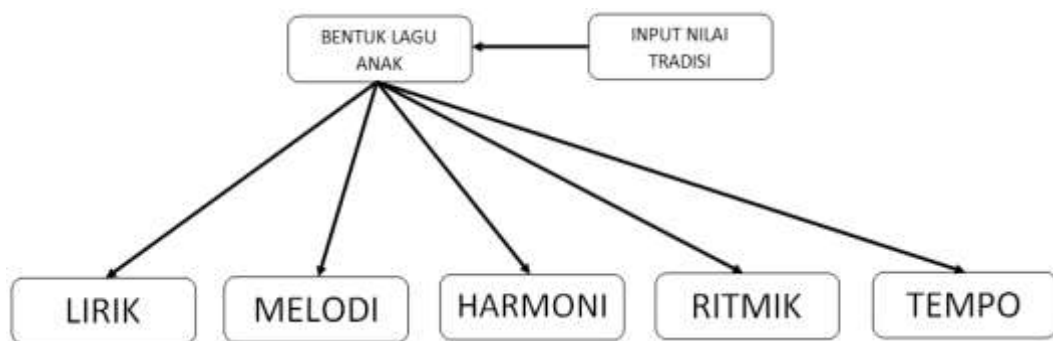 BENTUK LAGU
ANAK
INPUT NILAI
TRADISI
LIRIK
MELODI
HARMONI
RITMIK
TEMPO